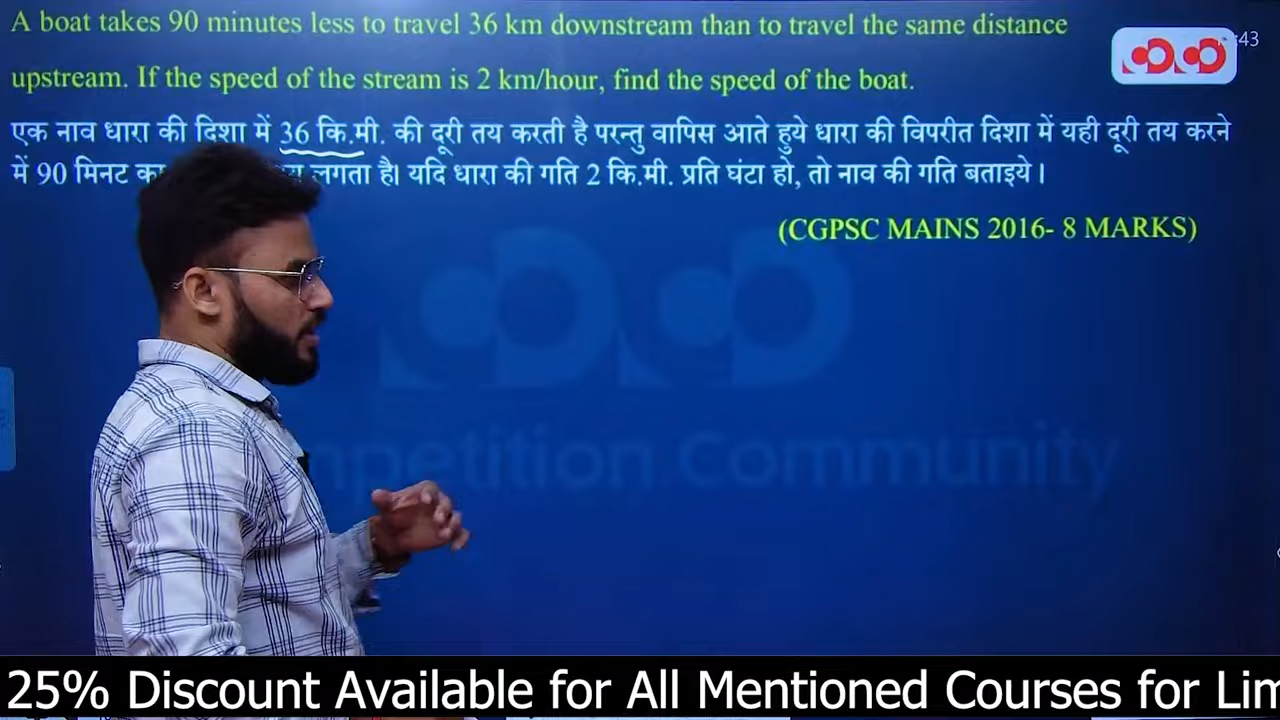 A boat takes 90 minutes less to travel 36 km downstream than to travel the same distance
:43
upstream. If the speed of the stream is 2 km/hour, find the speed of the boat.
एक नाव धारा की दिशा में 36 कि.मी. की दूरी तय करती है परन्तु वापिस आते हुये धारा की विपरीत दिशा में यही दूरी तय करने
में 90 मिनट का लगता है। यदि धारा की गति 2 कि.मी. प्रति घंटा हो, तो नाव की गति बताइये।
(CGPSC MAINS 2016- 8 MARKS)
Community
25% Discount Available for All Mentioned Courses for Lim